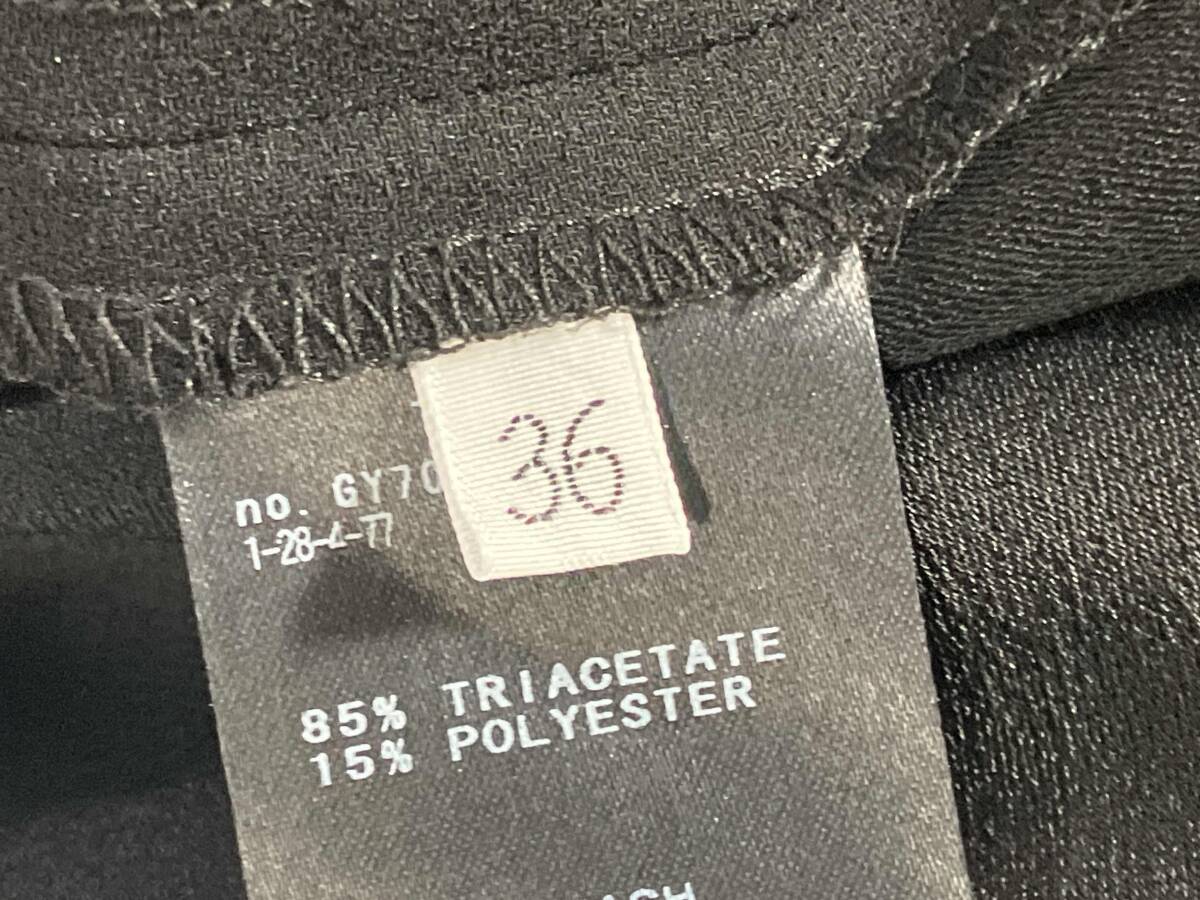 36
no. GY70
1-28-4-77
85% TRIACETATE
15% POLYESTER